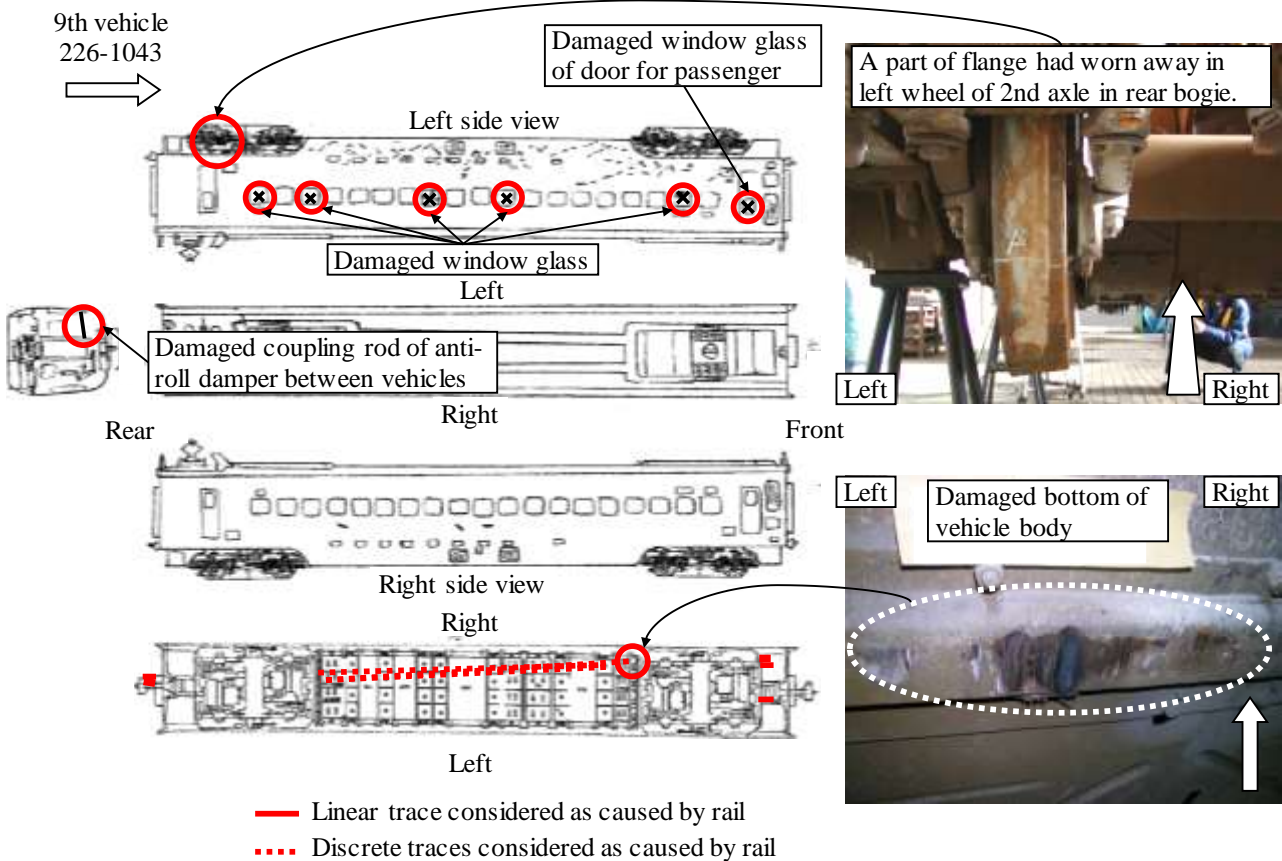 9th vehicle
226-1043
Damaged window glass
of door for passenger
A part of flange had worn away in
left wheel of 2nd axle in rear bogie.
Left side view
Damaged window glass
Left
Damaged coupling rod of anti-
roll damper between vehicles
Left
Right
Right
Rear
Front
Left
Damaged bottom of
vehicle body
Right
Right side view
Right
Left
Linear trace considered as caused by rail
Discrete traces considered as caused by rail